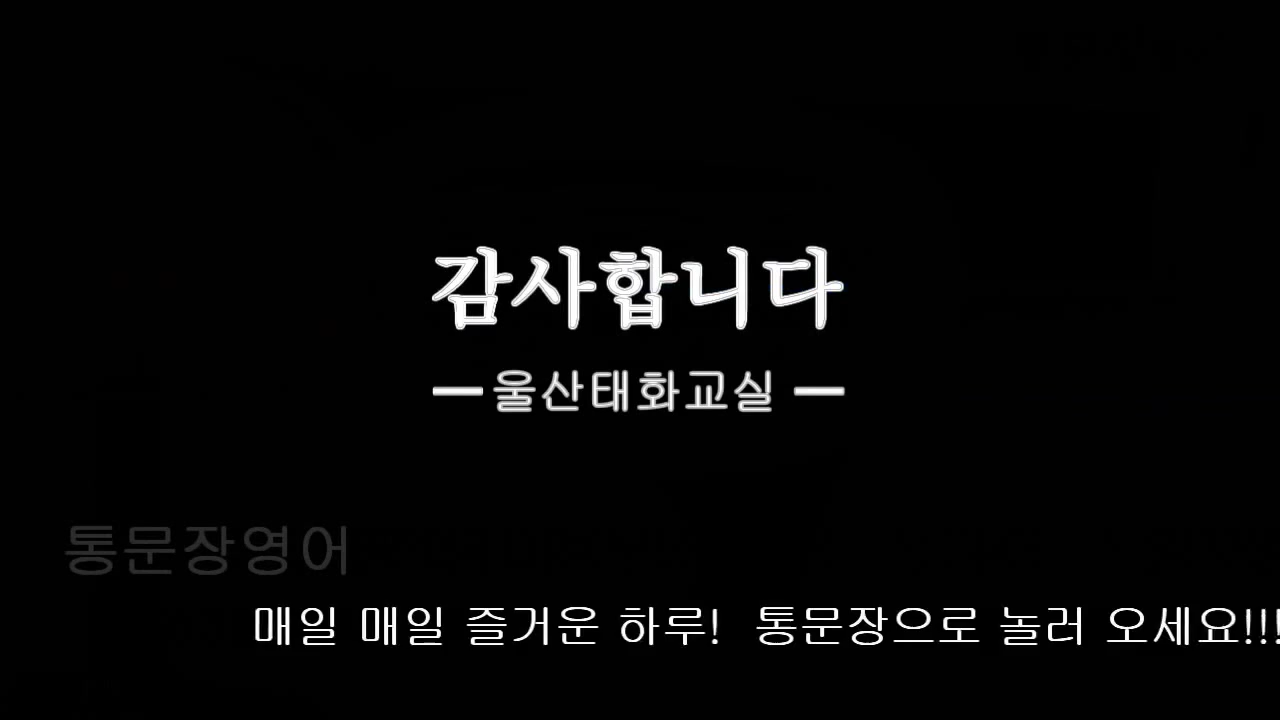 감사합니다
— 울산태화교실 —
통문장영어
매일 매일 즐거운 하루! 통문장으로 놀러 오세요!!!